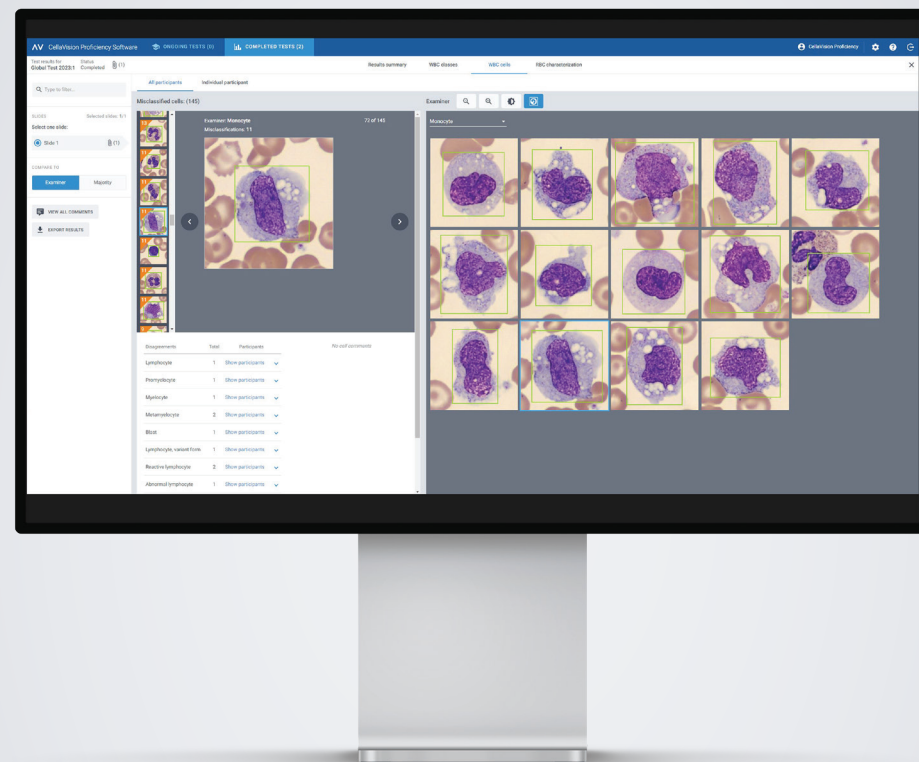 CellaVision Proficiency Software
ONGOING TESTS (0)
COMPLETED TESTS (2)
CellaVision Proficiency
Test results for
Global Test 2023:1
Status
Completed
(1)
Results summary
WBC classes
WBC cells
RBC characterization
Type to filter...
SLIDES
Selected slides: 1/1
Select one slide:
Slide 1
(1)
COMPARE TO
Examiner
Majority
VIEW ALL COMMENTS
EXPORT RESULTS
All participants
Individual participant
Misclassified cells: (145)
Examiner: Monocyte
72 of 145
Misclassifications: 11
Disagreements
Total
Participants
Lymphocyte 1 Show participants
Promyelocyte 1 Show participants
Myelocyte 1 Show participants
Metamyelocyte 2 Show participants
Blast 1 Show participants
Lymphocyte, variant form 1 Show participants
Reactive lymphocyte 2 Show participants
Abnormal lymphocyte 1 Show participants
No cell comments
Examiner
Monocyte